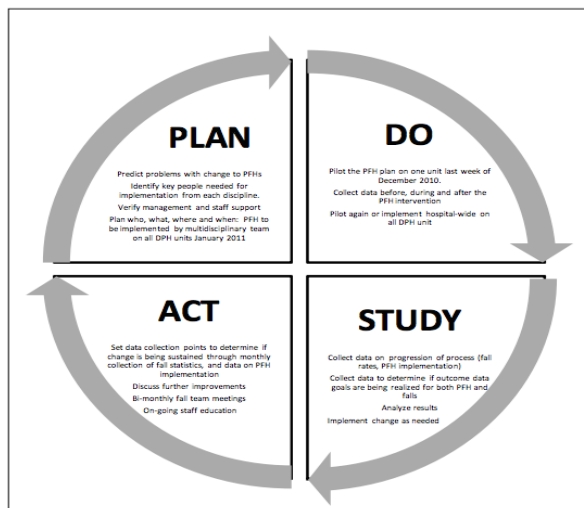 PLAN
Predict problems with change to PFHs
Identify key people needed for
implementation from each discipline.
Verify management and staff support
Plan who, what, where and when: PFH to
be implemented by multidisciplinary team
on all DPH units January 2011
DO
Pilot the PFH plan on one unit last week of
December 2010.
Collect data before, during and after the
PFH intervention
Pilot again or implement hospital-wide on
all DPH unit
ACT
Set data collection points to determine if
change is being sustained through monthly
collection of fall statistics, and data on PFH
implementation
Discuss further improvements
Bi-monthly fall team meetings
On-going staff education
STUDY
Collect data on progression of process (fall
rates, PFH implementation)
Collect data to determine if outcome data
goals are being realized for both PFH and
falls
Analyze results
Implement change as needed